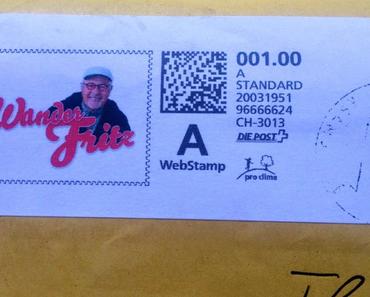 Wander
Fritz
001.00
A
STANDARD
20031951
96666624
CH-3013
DIE POST
A
WebStamp
pro clima